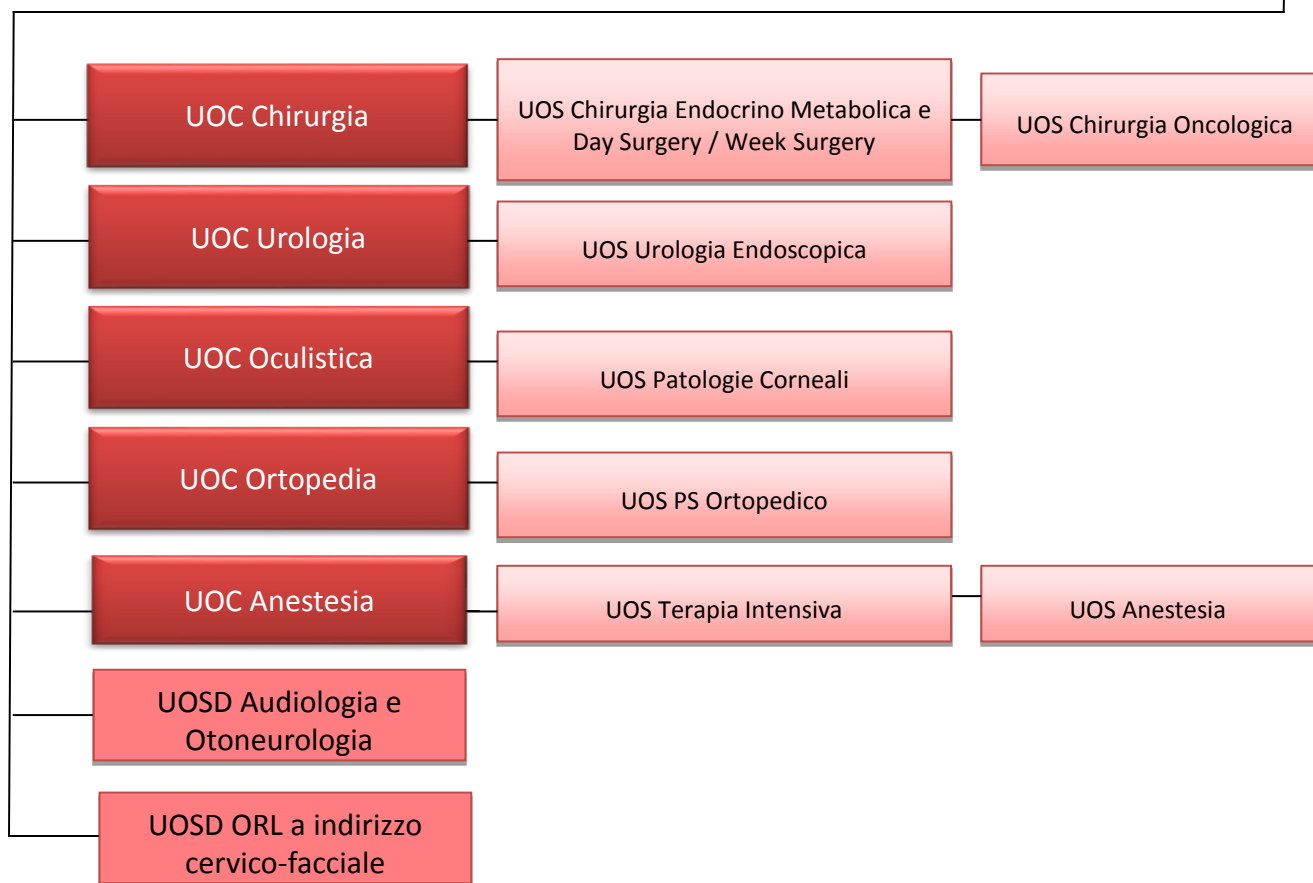 UOC Chirurgia
UOS Chirurgia Endocrino Metabolica e
Day Surgery / Week Surgery
UOS Chirurgia Oncologica
UOC Urologia
UOS Urologia Endoscopica
UOC Oculistica
UOS Patologie Corneali
UOC Ortopedia
UOS PS Ortopedico
UOC Anestesia
UOS Terapia Intensiva
UOS Anestesia
UOSD Audiologia e
Otoneurologia
UOSD ORL a indirizzo
cervico-facciale